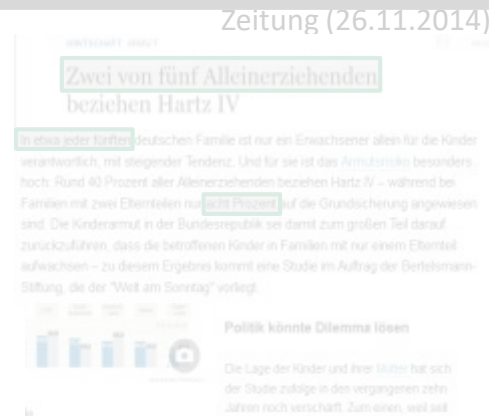 Zeitung (26.11.2014)
WIRTSCHAFT ARMUT
Zwei von fünf Alleinerziehenden
beziehen Hartz IV
In etwa jeder fünften deutschen Familie ist nur ein Erwachsener allein für die Kinder
verantwortlich, mit steigender Tendenz. Und für sie ist das Armutsrisiko besonders
hoch: Rund 40 Prozent aller Alleinerziehenden beziehen Hartz IV – während bei
Familien mit zwei Elternteilen nur acht Prozent auf die Grundsicherung angewiesen
sind. Die Kinderarmut in der Bundesrepublik sei damit zum großen Teil darauf
zurückzuführen, dass die betroffenen Kinder in Familien mit nur einem Elternteil
aufwachsen – zu diesem Ergebnis kommt eine Studie im Auftrag der Bertelsmann-
Stiftung, die der "Welt am Sonntag" vorliegt.
Politik könnte Dilemma lösen
Die Lage der Kinder und ihrer Mütter hat sich
der Studie zufolge in den vergangenen zehn
Jahren noch verschärft. Zum einen, weil seit